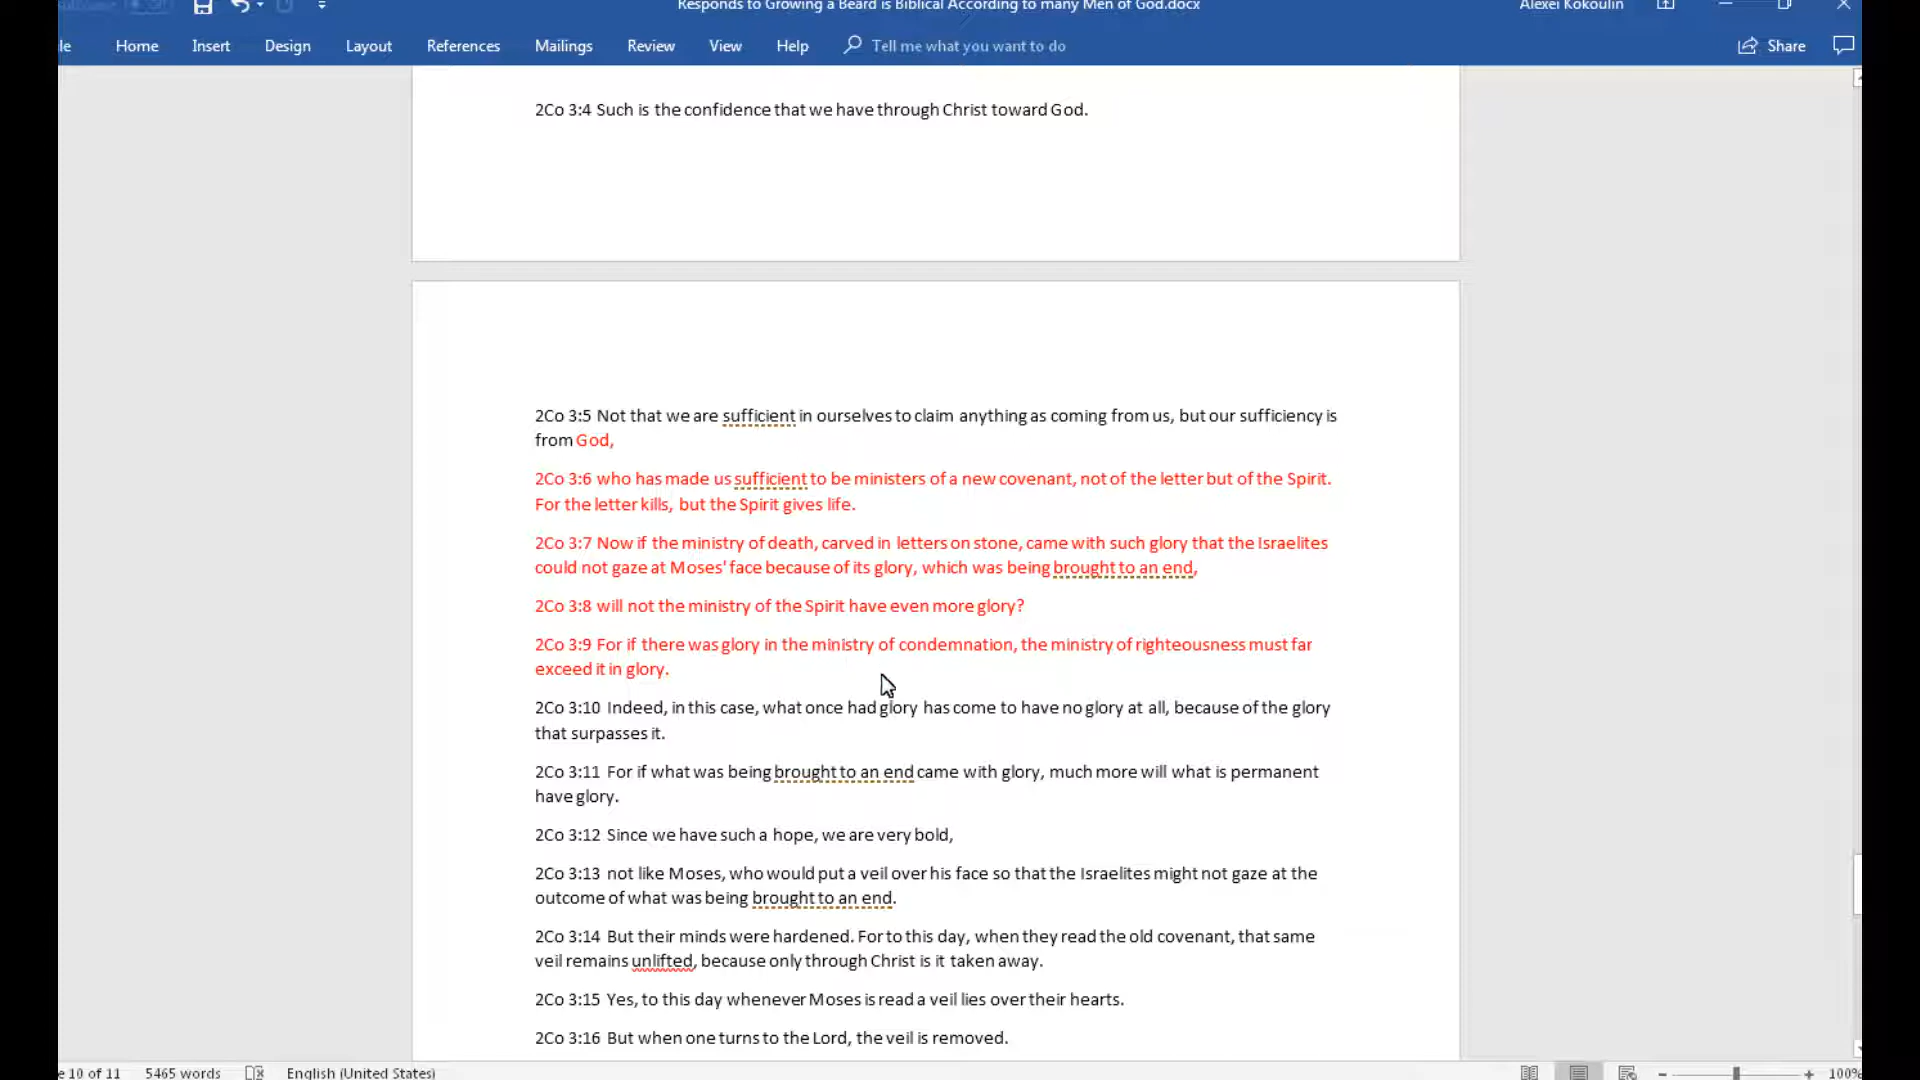 Responds to Growing a Beard is Biblical According to many Men of God.docx
Alexei Kokoulin
le Home Insert Design Layout References Mailings Review View Help Tell me what you want to do Share
2Co 3:4 Such is the confidence that we have through Christ toward God.
2Co 3:5 Not that we are sufficient in ourselves to claim anything as coming from us, but our sufficiency is
from God,
2Co 3:6 who has made us sufficient to be ministers of a new covenant, not of the letter but of the Spirit.
For the letter kills, but the Spirit gives life.
2Co 3:7 Now if the ministry of death, carved in letters on stone, came with such glory that the Israelites
could not gaze at Moses' face because of its glory, which was being brought to an end,
2Co 3:8 will not the ministry of the Spirit have even more glory?
2Co 3:9 For if there was glory in the ministry of condemnation, the ministry of righteousness must far
exceed it in glory.
2Co 3:10 Indeed, in this case, what once had glory has come to have no glory at all, because of the glory
that surpasses it.
2Co 3:11 For if what was being brought to an end came with glory, much more will what is permanent
have glory.
2Co 3:12 Since we have such a hope, we are very bold,
2Co 3:13 not like Moses, who would put a veil over his face so that the Israelites might not gaze at the
outcome of what was being brought to an end.
2Co 3:14 But their minds were hardened. For to this day, when they read the old covenant, that same
veil remains unlifted, because only through Christ is it taken away.
2Co 3:15 Yes, to this day whenever Moses is read a veil lies over their hearts.
2Co 3:16 But when one turns to the Lord, the veil is removed.
e 10 of 11 5465 words English (United States) 100%